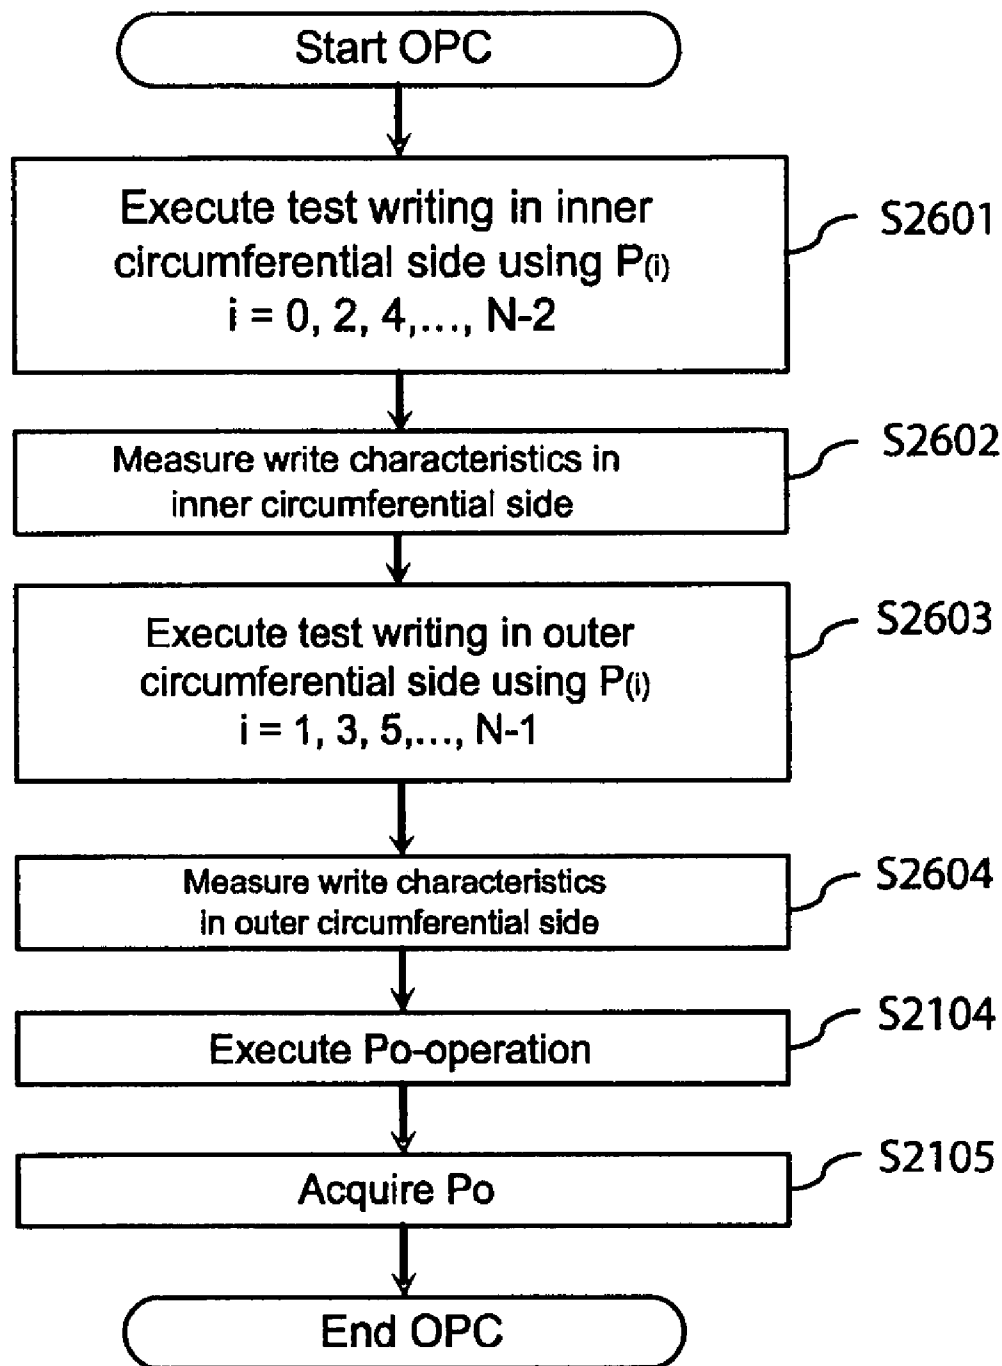 Start OPC
Execute test writing in inner
circumferential side using P(i)
i = 0, 2, 4,..., N-2
S2601
Measure write characteristics in
inner circumferential side
S2602
Execute test writing in outer
circumferential side using P(i)
i = 1, 3, 5,..., N-1
S2603
Measure write characteristics
in outer circumferential side
S2604
Execute Po-operation
S2104
Acquire Po
S2105
End OPC